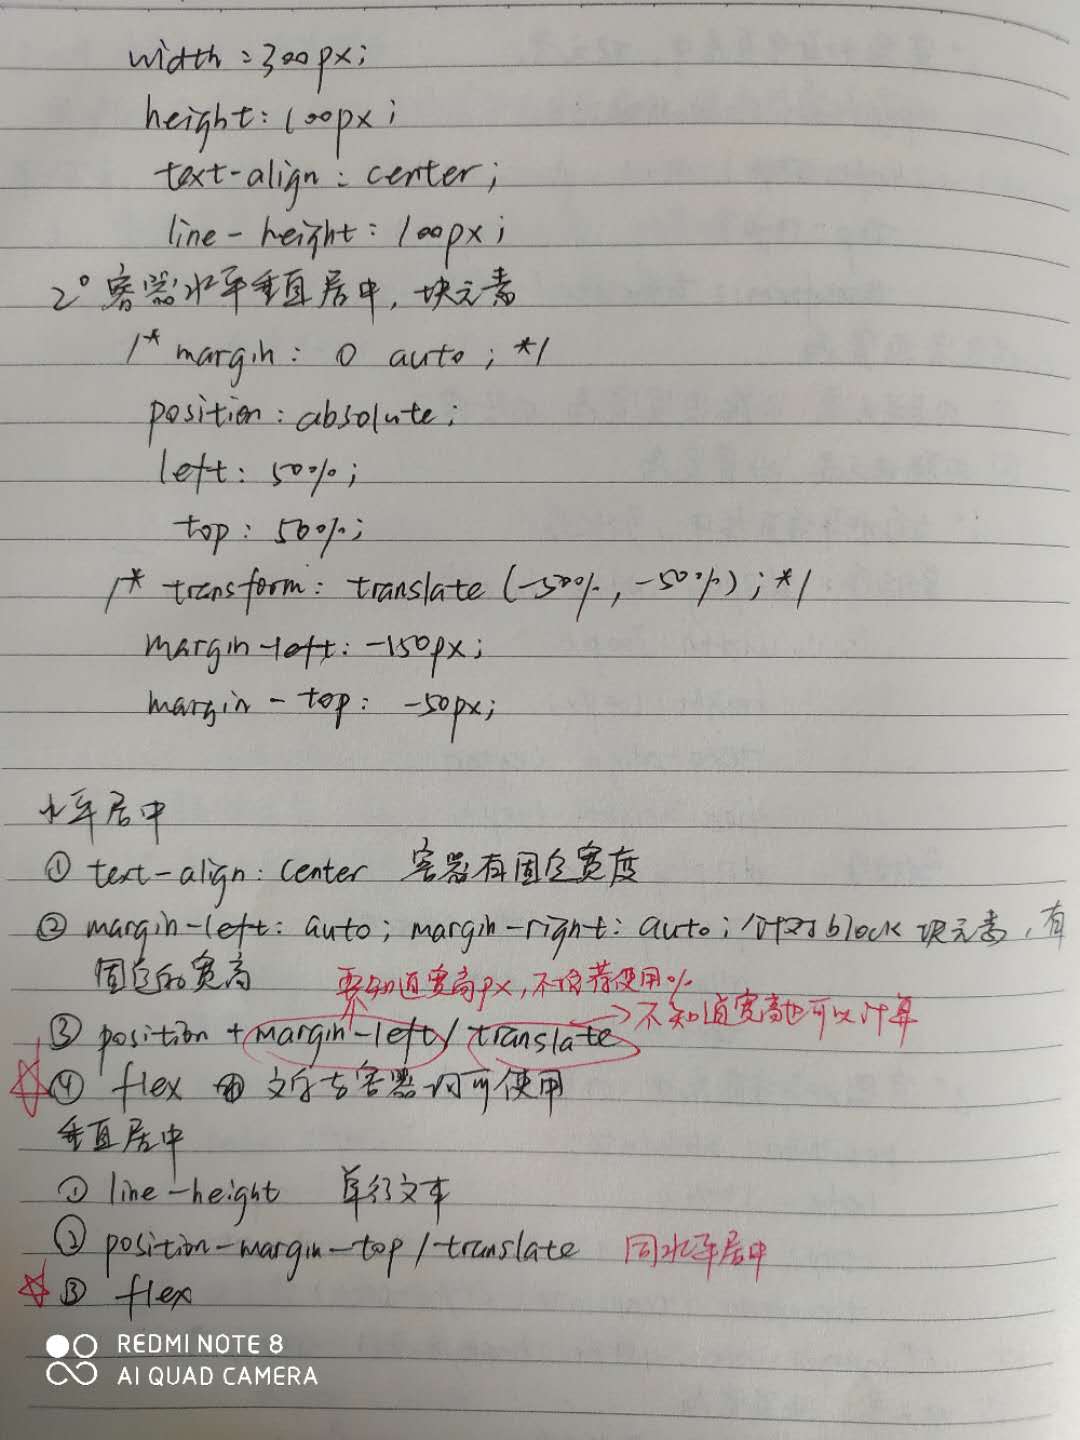 width:300px;
height:100px;
text-align:center;
line-height:100px;
2°容器水平垂直居中,块元素
/* margin: 0 auto; */
position:absolute;
left:50%;
top:50%;
/* transform: translate(-50%,-50%);*/
margin-left:-150px;
margin-top:-50px;
水平居中
① text-align:center 容器有固定宽度
② margin-left:auto; margin-right:auto; 针对block块元素,有
固定的宽高
要知道宽高px,不推荐使用%
③ position + margin-left/translate →不知道宽高也可以计算
☆④ flex 文字与容器均可使用
垂直居中
① line-height 单行文本
② position-margin-top/translate 同水平居中
☆③ flex
REDMI NOTE 8
AI QUAD CAMERA